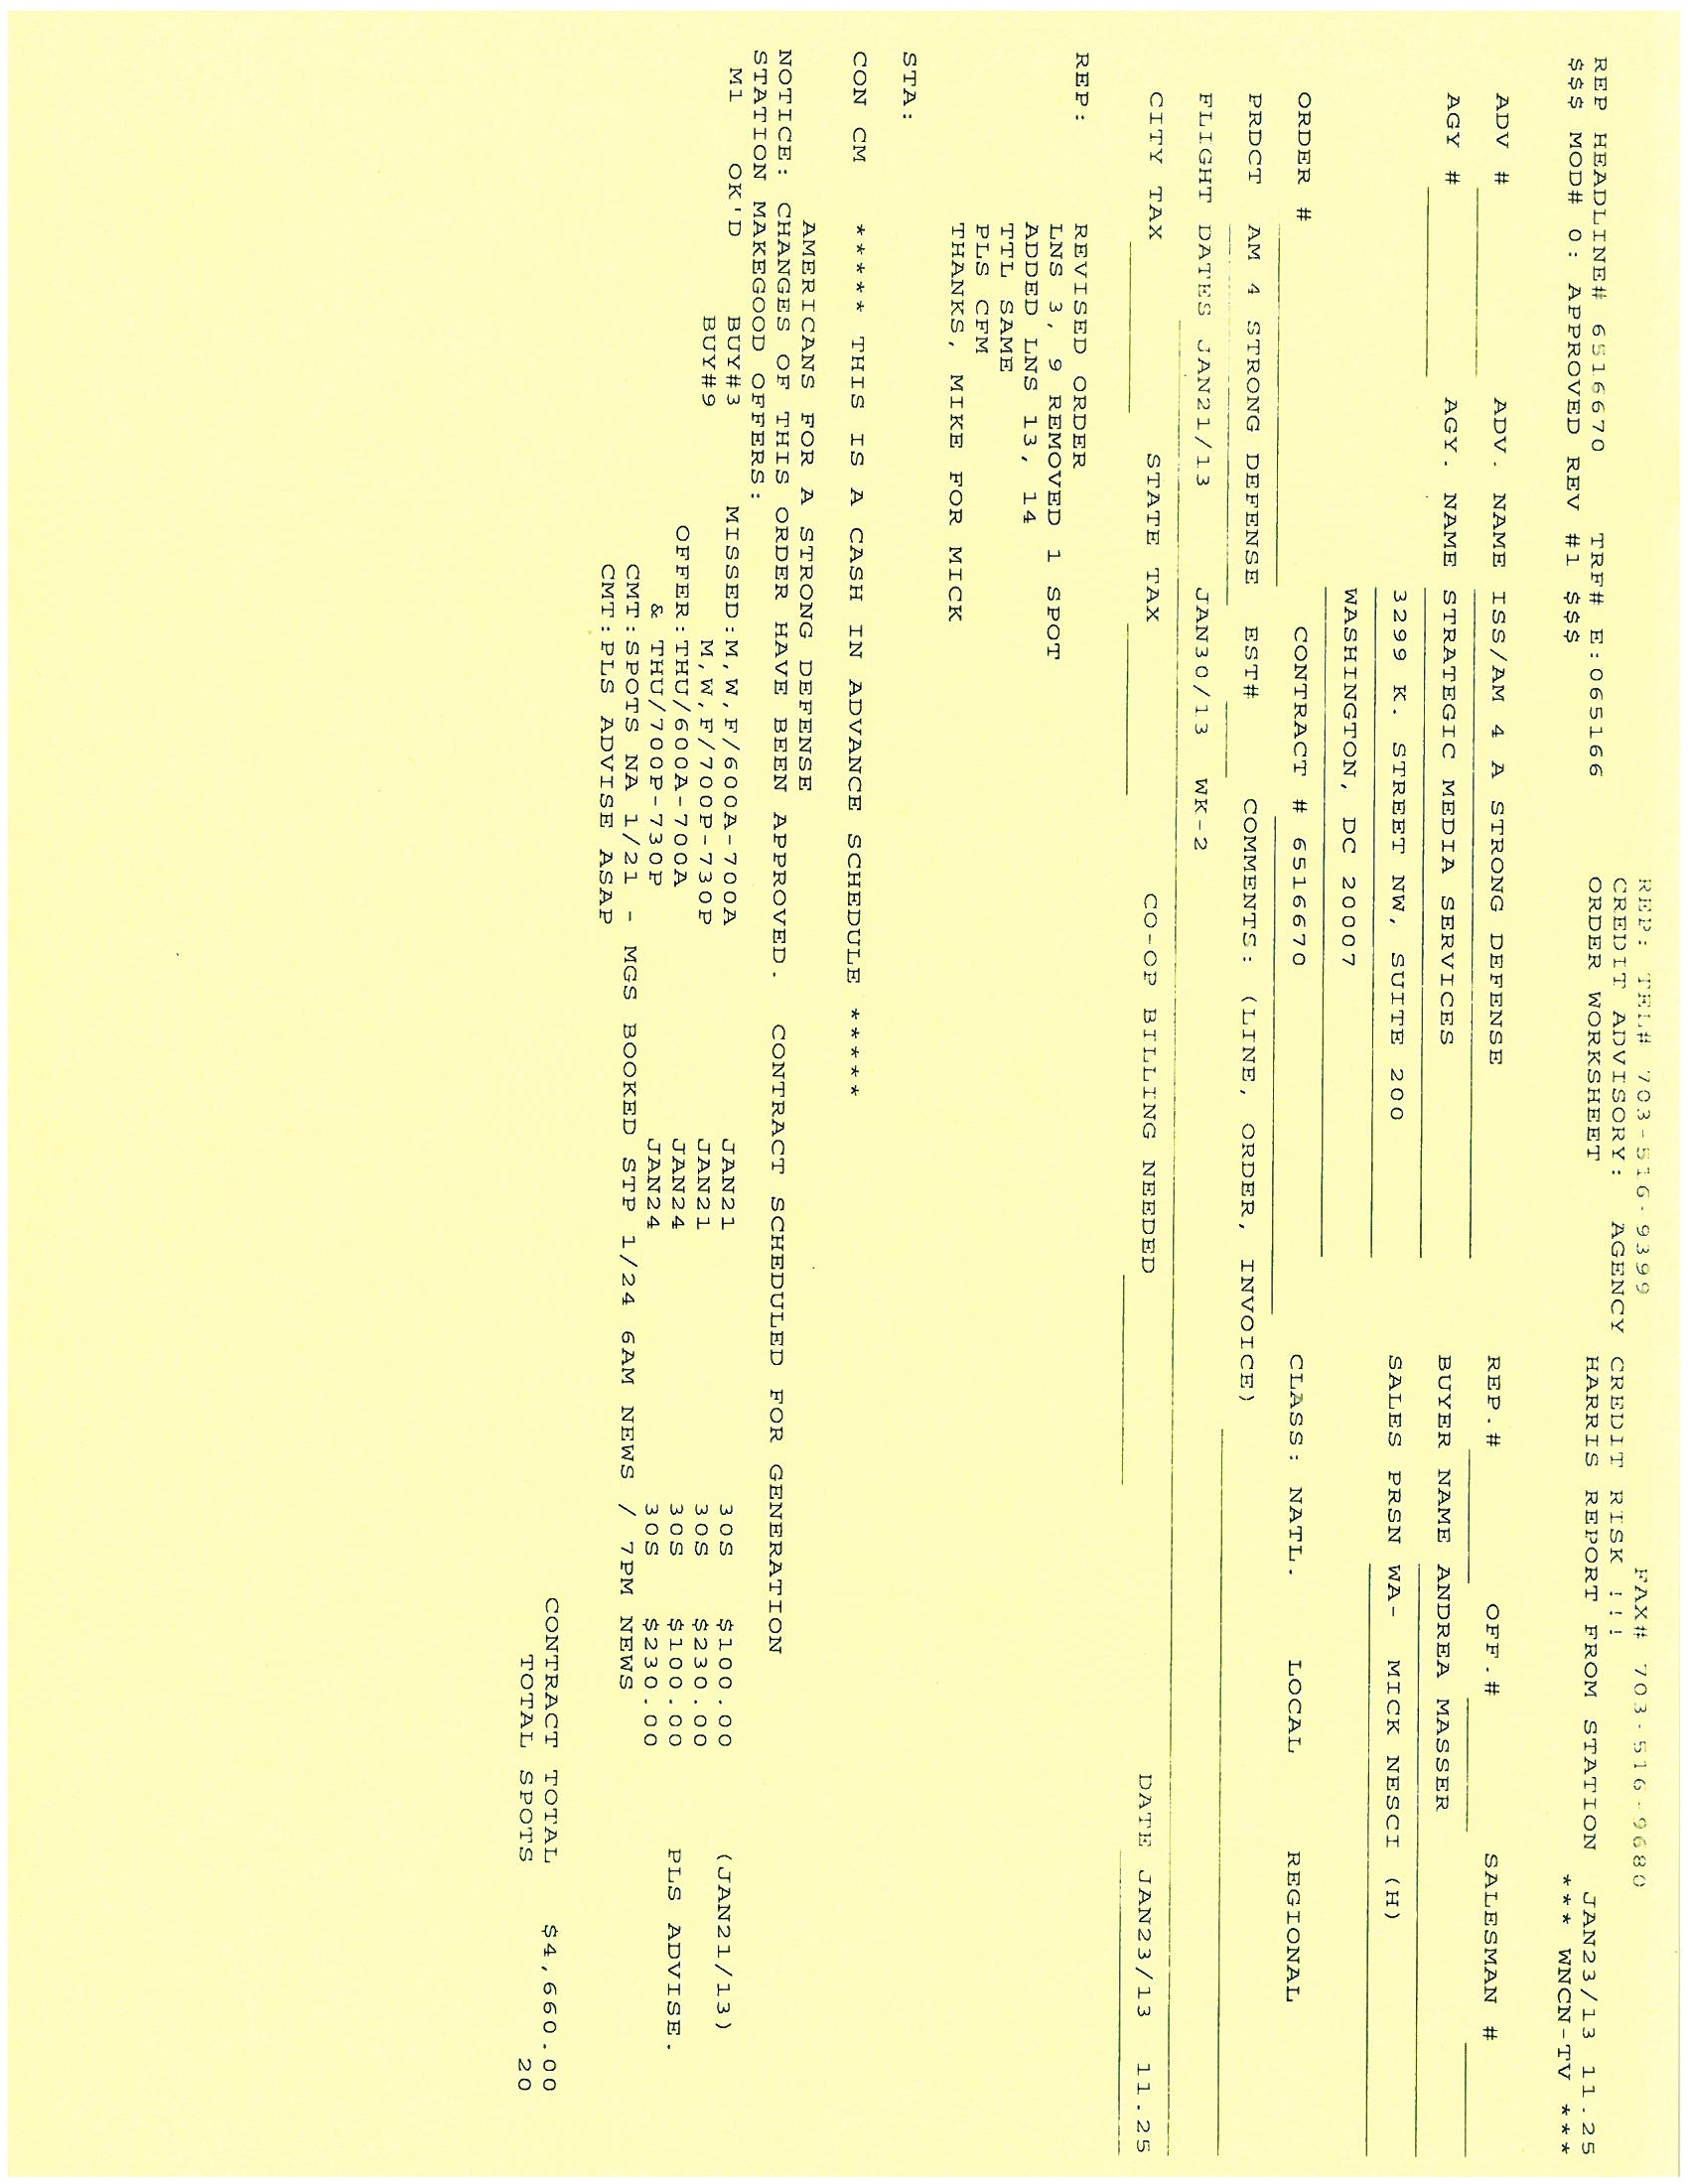 REP: TEL# 703-516-9399 FAX# 703-516-9680
CREDIT ADVISORY: AGENCY CREDIT RISK !!!
REP HEADLINE# 6516670 TRF# E:065166 ORDER WORKSHEET HARRIS REPORT FROM STATION JAN23/13 11.25
$$$ MOD# 0: APPROVED REV #1 $$$ *** WNCN-TV ***
ADV # ADV. NAME ISS/AM 4 A STRONG DEFENSE REP.# OFF.# SALESMAN #
AGY # AGY. NAME STRATEGIC MEDIA SERVICES BUYER NAME ANDREA MASSER
3299 K. STREET NW, SUITE 200 SALES PRSN WA- MICK NESCI (H)
WASHINGTON, DC 20007
ORDER # CONTRACT # 6516670 CLASS: NATL. LOCAL REGIONAL
PRDCT AM 4 STRONG DEFENSE EST# COMMENTS: (LINE, ORDER, INVOICE)
FLIGHT DATES JAN21/13 JAN30/13 WK-2
CITY TAX STATE TAX CO-OP BILLING NEEDED DATE JAN23/13 11.25
REP: REVISED ORDER
LNS 3, 9 REMOVED 1 SPOT
ADDED LNS 13, 14
TTL SAME
PLS CFM
THANKS, MIKE FOR MICK
STA:
CON CM ***** THIS IS A CASH IN ADVANCE SCHEDULE *****
AMERICANS FOR A STRONG DEFENSE
NOTICE: CHANGES OF THIS ORDER HAVE BEEN APPROVED. CONTRACT SCHEDULED FOR GENERATION
STATION MAKEGOOD OFFERS:
M1 OK'D BUY#3 MISSED:M,W,F/600A-700A JAN21 30S $100.00 (JAN21/13)
BUY#9 M,W,F/700P-730P JAN21 30S $230.00
OFFER:THU/600A-700A JAN24 30S $100.00 PLS ADVISE.
& THU/700P-730P JAN24 30S $230.00
CMT:SPOTS NA 1/21 - MGS BOOKED STP 1/24 6AM NEWS / 7PM NEWS
CMT:PLS ADVISE ASAP
CONTRACT TOTAL $4,660.00
TOTAL SPOTS 20